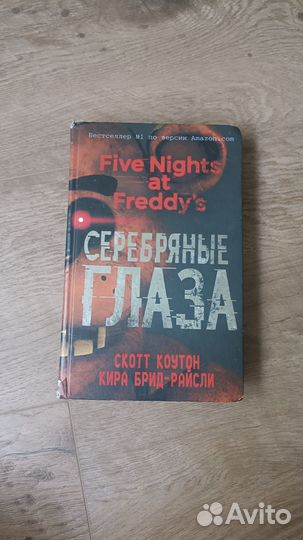 Бестселлер №1 по версии Amazon.com
Five Nights
at
Freddy's
СЕРЕБРЯНЫЕ
ГЛАЗА
СКОТТ КОУТОН
КИРА БРИД-РАЙСЛИ
Avito